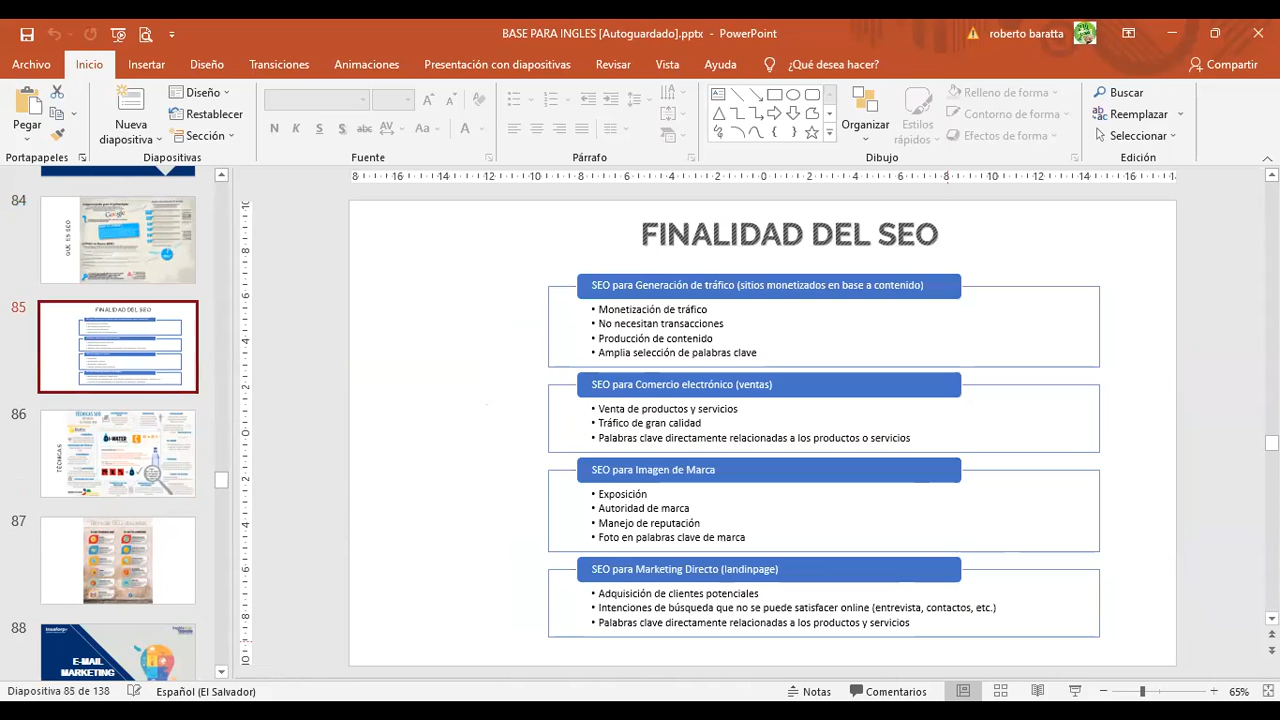 BASE PARA INGLES [Autoguardado].pptx - PowerPoint
roberto baratta
Archivo Inicio Insertar Diseño Transiciones Animaciones Presentación con diapositivas Revisar Vista Ayuda ¿Qué desea hacer? Compartir
Pegar
Nueva diapositiva
Diseño
Restablecer
Sección
N K S S abc AV Aa A
Organizar
Estilos rápidos
Relleno de forma
Contorno de forma
Efectos de forma
Buscar
Reemplazar
Seleccionar
Portapapeles Diapositivas Fuente Párrafo Dibujo Edición
84
85
FINALIDAD DEL SEO
86
87
88
E-MAIL
MARKETING
FINALIDAD DEL SEO
SEO para Generación de tráfico (sitios monetizados en base a contenido)
• Monetización de tráfico
• No necesitan transacciones
• Producción de contenido
• Amplia selección de palabras clave
SEO para Comercio electrónico (ventas)
• Venta de productos y servicios
• Tráfico de gran calidad
• Palabras clave directamente relacionadas a los productos o servicios
SEO para Imagen de Marca
• Exposición
• Autoridad de marca
• Manejo de reputación
• Foto en palabras clave de marca
SEO para Marketing Directo (landinpage)
• Adquisición de clientes potenciales
• Intenciones de búsqueda que no se puede satisfacer online (entrevista, contactos, etc.)
• Palabras clave directamente relacionadas a los productos y servicios
Diapositiva 85 de 138 Español (El Salvador) Notas Comentarios 65%